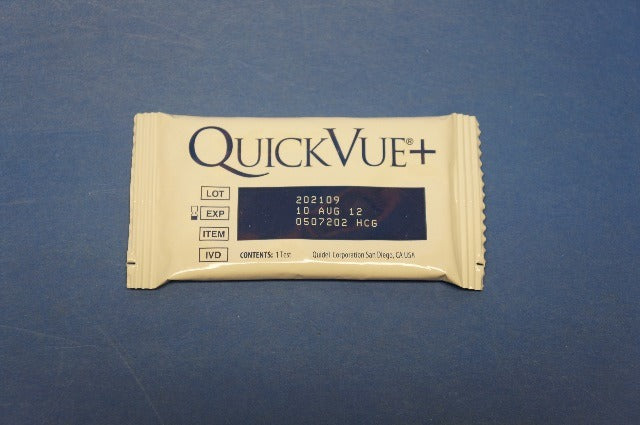 QUICKVUE®+
LOT 202109
EXP 10 AUG 12
ITEM 0507202 HCG
IVD CONTENTS: 1 Test Quidel Corporation San Diego, CA USA